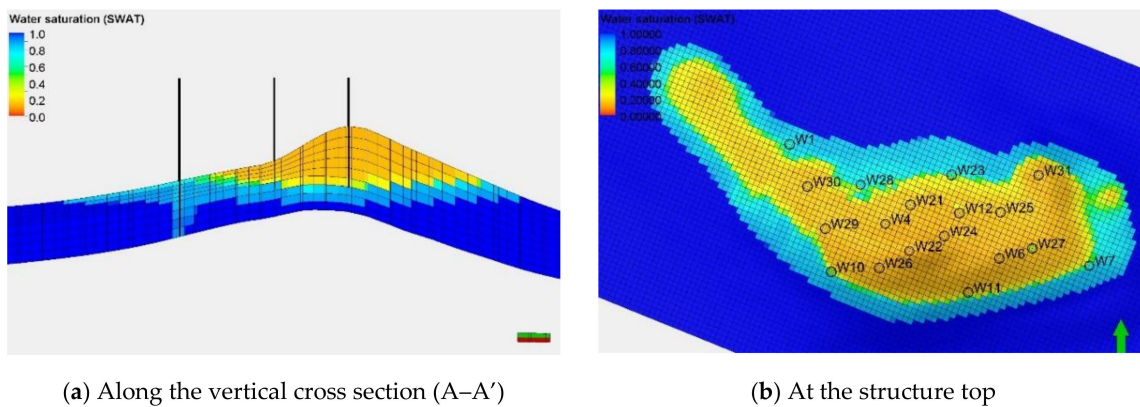 Water saturation (SWAT)
1.0
0.8
0.6
0.4
0.2
0.0
Water saturation (SWAT)
1.00000
0.80000
0.60000
0.40000
0.20000
0.00000
W1
W30
W28
W23
W31
W21
W12
W25
W29
W4
W24
W22
W6
W27
W10
W26
W7
W11
(a) Along the vertical cross section (A–A’)
(b) At the structure top